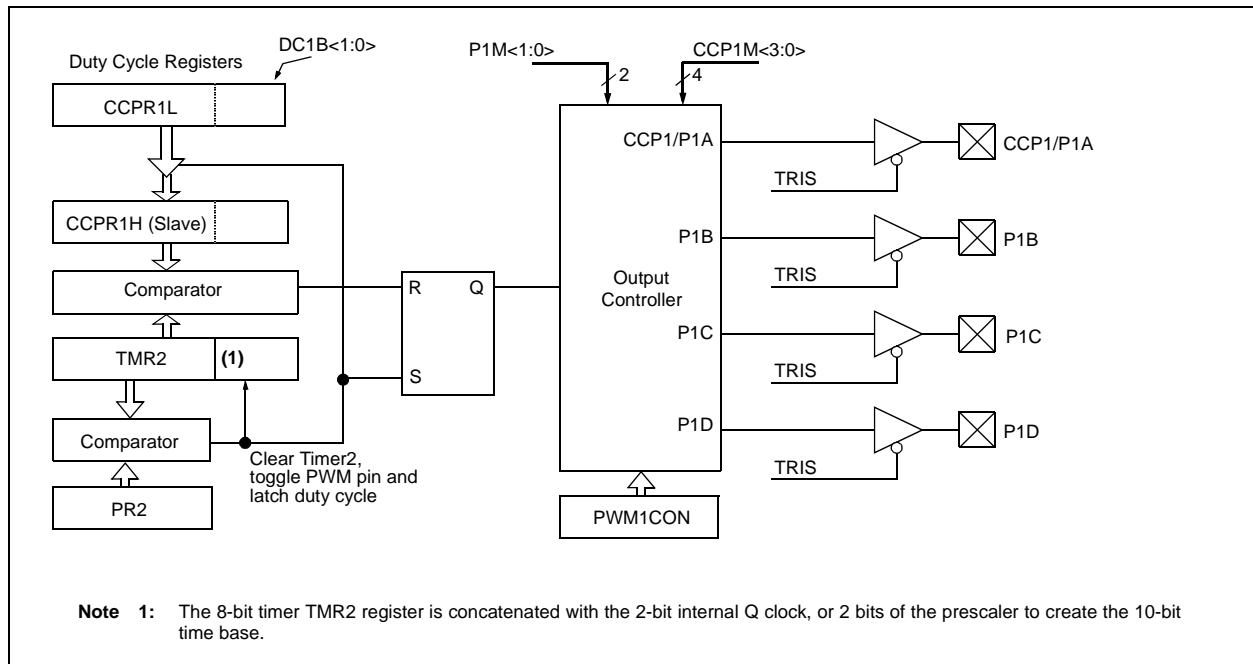 DC1B<1:0>
Duty Cycle Registers
CCPR1L
CCPR1H (Slave)
Comparator
TMR2
(1)
Comparator
PR2
Clear Timer2,
toggle PWM pin and
latch duty cycle
R
Q
S
P1M<1:0>
2
CCP1M<3:0>
4
Output
Controller
CCP1/P1A
P1B
P1C
P1D
PWM1CON
TRIS
CCP1/P1A
TRIS
P1B
TRIS
P1C
TRIS
P1D
Note 1: The 8-bit timer TMR2 register is concatenated with the 2-bit internal Q clock, or 2 bits of the prescaler to create the 10-bit
time base.